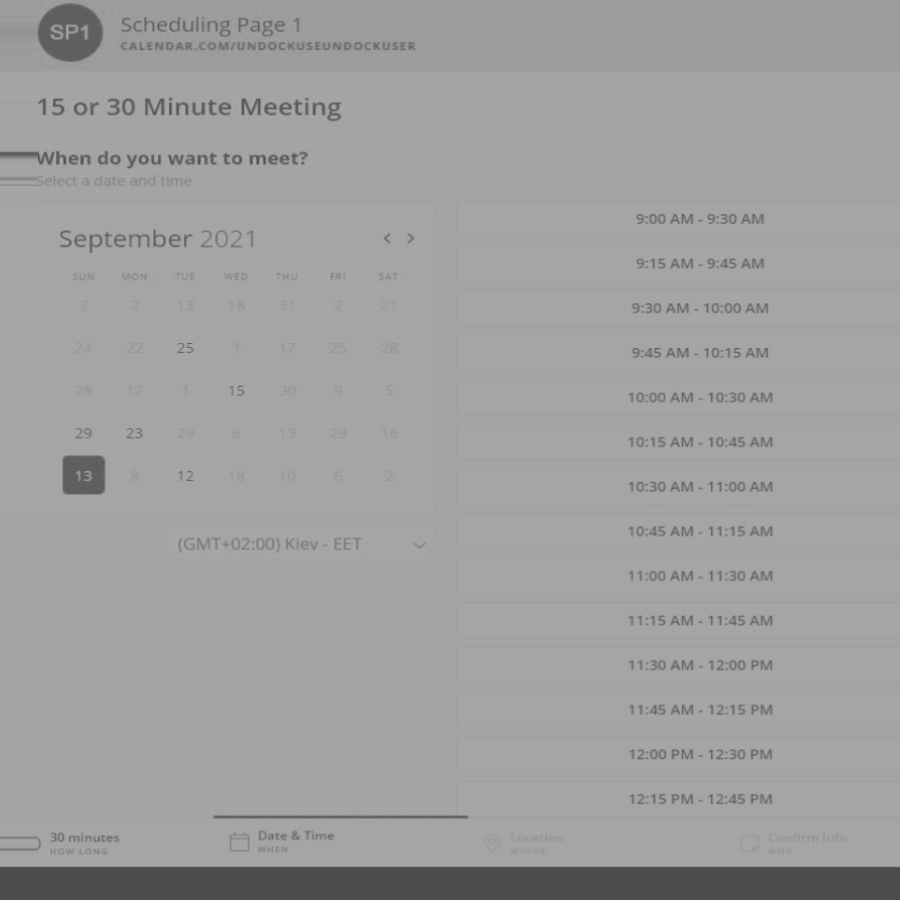 SP1
Scheduling Page 1
CALENDAR.COM/UNDOCKUSEUNDOCKUSER
15 or 30 Minute Meeting
When do you want to meet?
Select a date and time
September 2021
< >
SUN MON TUE WED THU FRI SAT
7 2 13 18 31 2 21
24 22 25 1 17 25 28
28 17 1 15 30 9 5
29 23 29 6 13 29 16
13 8 12 18 10 6 2
(GMT+02:00) Kiev - EET
9:00 AM - 9:30 AM
9:15 AM - 9:45 AM
9:30 AM - 10:00 AM
9:45 AM - 10:15 AM
10:00 AM - 10:30 AM
10:15 AM - 10:45 AM
10:30 AM - 11:00 AM
10:45 AM - 11:15 AM
11:00 AM - 11:30 AM
11:15 AM - 11:45 AM
11:30 AM - 12:00 PM
11:45 AM - 12:15 PM
12:00 PM - 12:30 PM
12:15 PM - 12:45 PM
30 minutes
HOW LONG
Date & Time
WHEN
Location
WHERE
Confirm Info
WHO